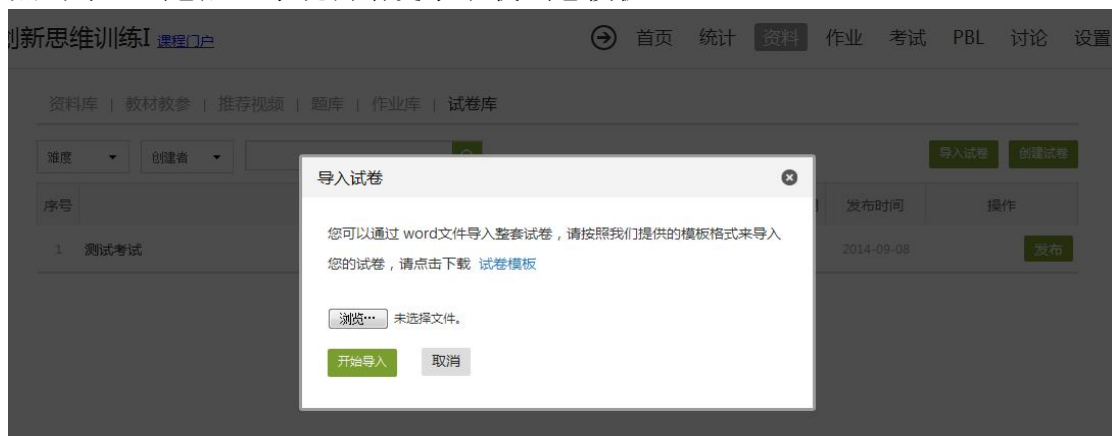 创新思维训练I 课程门户 首页 统计 资料 作业 考试 PBL 讨论 设置
资料库 | 教材教参 | 推荐视频 | 题库 | 作业库 | 试卷库
难度 创建者 导入试卷 创建试卷
导入试卷
序号 发布时间 操作
您可以通过 word文件导入整套试卷，请按照我们提供的模板格式来导入
1 测试考试 2014-09-08 发布
您的试卷，请点击下载 试卷模板
浏览… 未选择文件。
开始导入 取消